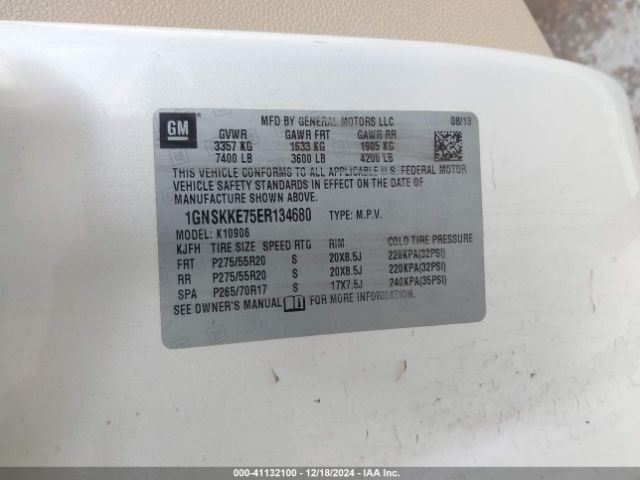 GM
MFD BY GENERAL MOTORS LLC 08/13
GVWR GAWR FRT GAWR RR
3357 KG 1633 KG 1905 KG
7400 LB 3600 LB 4200 LB
THIS VEHICLE CONFORMS TO ALL APPLICABLE U.S. FEDERAL MOTOR
VEHICLE SAFETY STANDARDS IN EFFECT ON THE DATE OF
MANUFACTURE SHOWN ABOVE.
1GNSKKE75ER134680 TYPE: M.P.V.
MODEL: K10906
KJFH TIRE SIZE SPEED RTG RIM COLD TIRE PRESSURE
FRT P275/55R20 S 20X8.5J 220KPA(32PSI)
RR P275/55R20 S 20X8.5J 220KPA(32PSI)
SPA P265/70R17 S 17X7.5J 240KPA(35PSI)
SEE OWNER'S MANUAL FOR MORE INFORMATION.
000-41132100 - 12/18/2024 - IAA Inc.